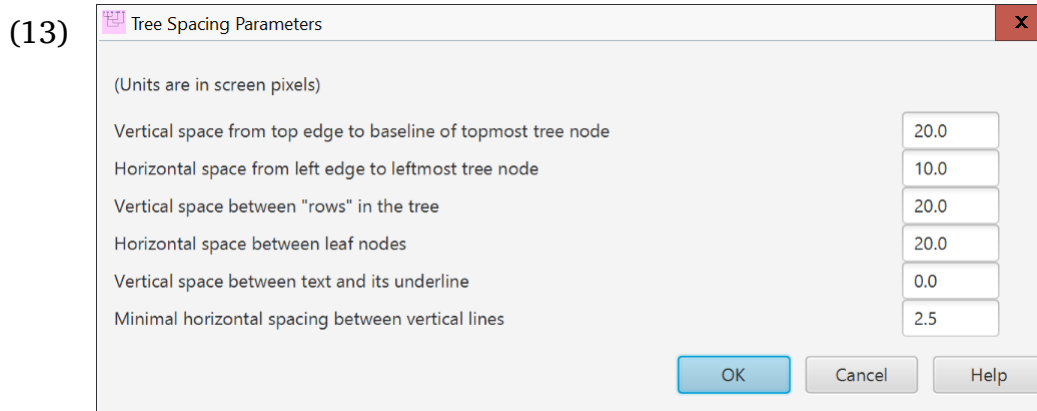 (13)
Tree Spacing Parameters x
(Units are in screen pixels)
Vertical space from top edge to baseline of topmost tree node 20.0
Horizontal space from left edge to leftmost tree node 10.0
Vertical space between "rows" in the tree 20.0
Horizontal space between leaf nodes 20.0
Vertical space between text and its underline 0.0
Minimal horizontal spacing between vertical lines 2.5
OK Cancel Help